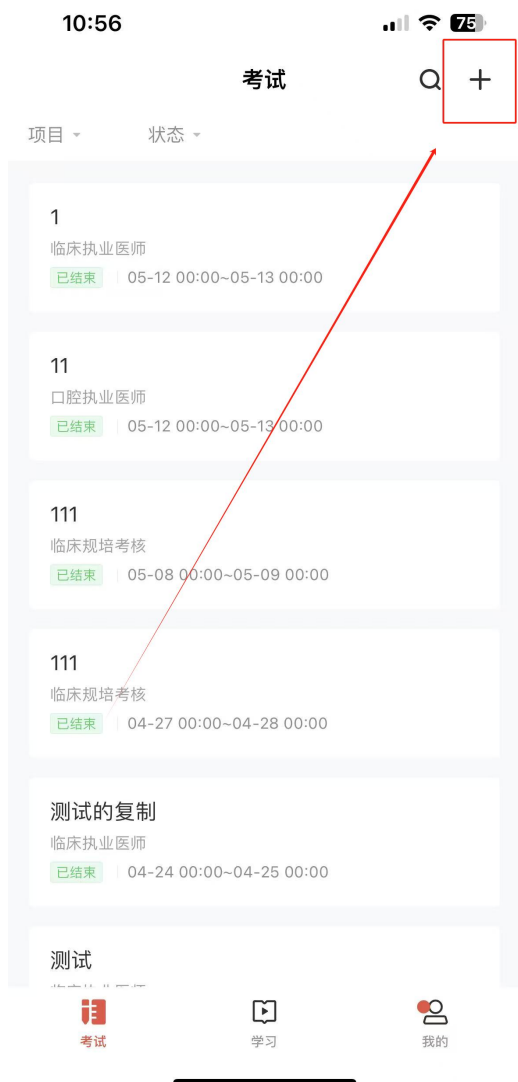 10:56
75
考试
项目
状态
1
临床执业医师
已结束 05-12 00:00~05-13 00:00
11
口腔执业医师
已结束 05-12 00:00~05-13 00:00
111
临床规培考核
已结束 05-08 00:00~05-09 00:00
111
临床规培考核
已结束 04-27 00:00~04-28 00:00
测试的复制
临床执业医师
已结束 04-24 00:00~04-25 00:00
测试
考试
学习
我的